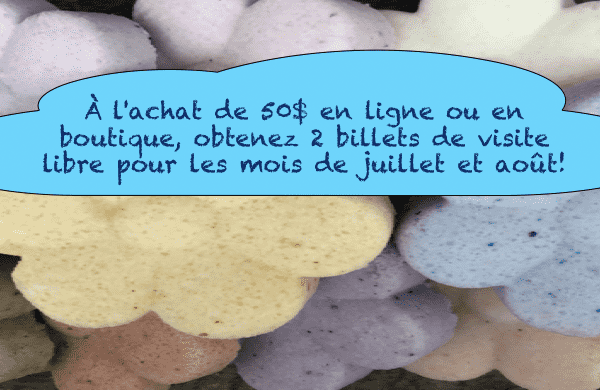 À l'achat de 50$ en ligne ou en
boutique, obtenez 2 billets de visite
libre pour les mois de juillet et août!